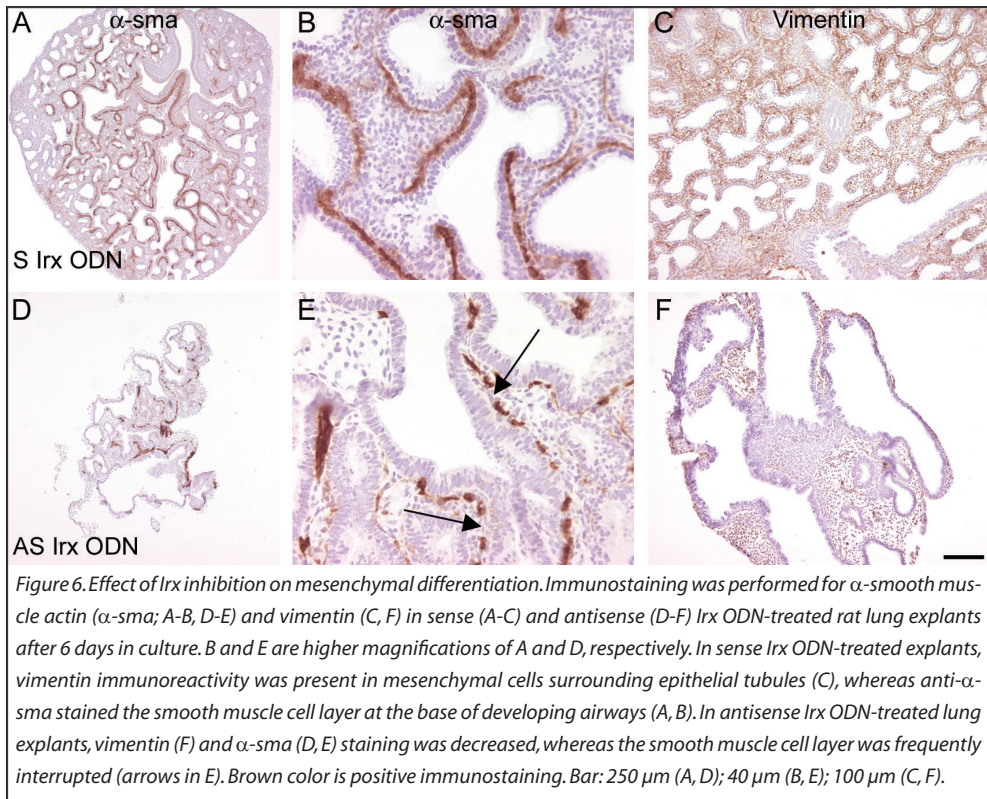 A α-sma B α-sma C Vimentin
S Irx ODN
D E F
AS Irx ODN
Figure 6. Effect of Irx inhibition on mesenchymal differentiation. Immunostaining was performed for α-smooth mus-
cle actin (α-sma; A-B, D-E) and vimentin (C, F) in sense (A-C) and antisense (D-F) Irx ODN-treated rat lung explants
after 6 days in culture. B and E are higher magnifications of A and D, respectively. In sense Irx ODN-treated explants,
vimentin immunoreactivity was present in mesenchymal cells surrounding epithelial tubules (C), whereas anti-α-
sma stained the smooth muscle cell layer at the base of developing airways (A, B). In antisense Irx ODN-treated lung
explants, vimentin (F) and α-sma (D, E) staining was decreased, whereas the smooth muscle cell layer was frequently
interrupted (arrows in E). Brown color is positive immunostaining. Bar: 250 µm (A, D); 40 µm (B, E); 100 µm (C, F).